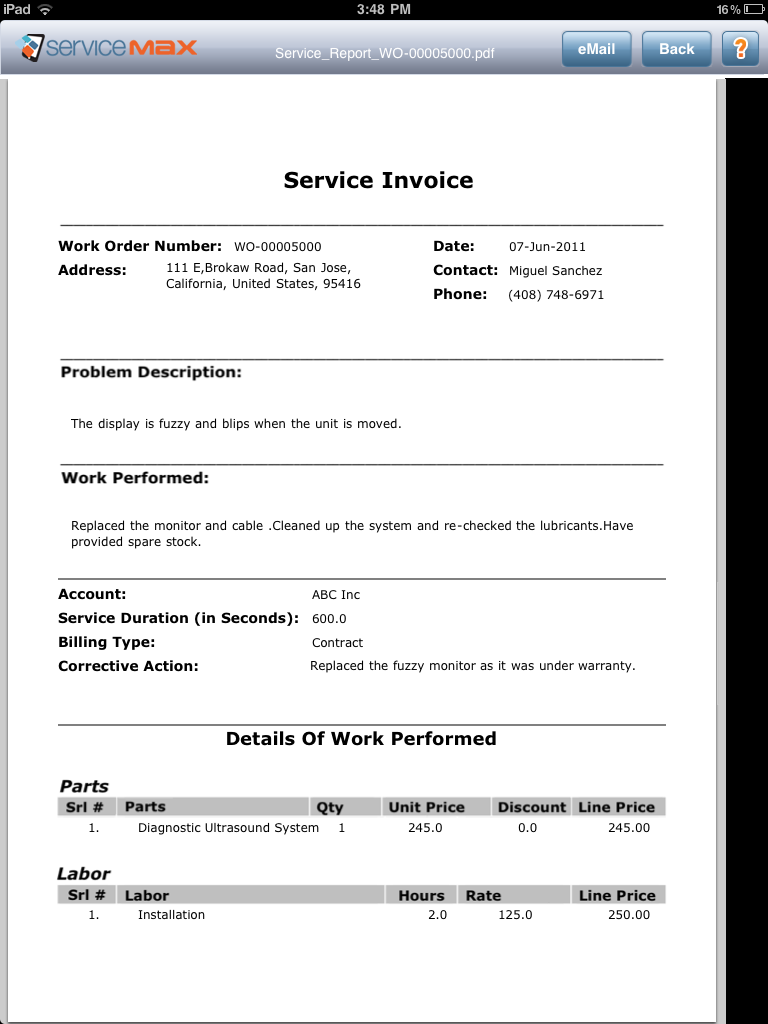 iPad 3:48 PM 16%
serviceMAX Service_Report_WO-00005000.pdf eMail Back ?
Service Invoice
Work Order Number: WO-00005000 Date: 07-Jun-2011
Address: 111 E,Brokaw Road, San Jose, Contact: Miguel Sanchez
California, United States, 95416
Phone: (408) 748-6971
Problem Description:
The display is fuzzy and blips when the unit is moved.
Work Performed:
Replaced the monitor and cable .Cleaned up the system and re-checked the lubricants.Have
provided spare stock.
Account: ABC Inc
Service Duration (in Seconds): 600.0
Billing Type: Contract
Corrective Action: Replaced the fuzzy monitor as it was under warranty.
Details Of Work Performed
Parts
Srl # Parts Qty Unit Price Discount Line Price
1. Diagnostic Ultrasound System 1 245.0 0.0 245.00
Labor
Srl # Labor Hours Rate Line Price
1. Installation 2.0 125.0 250.00